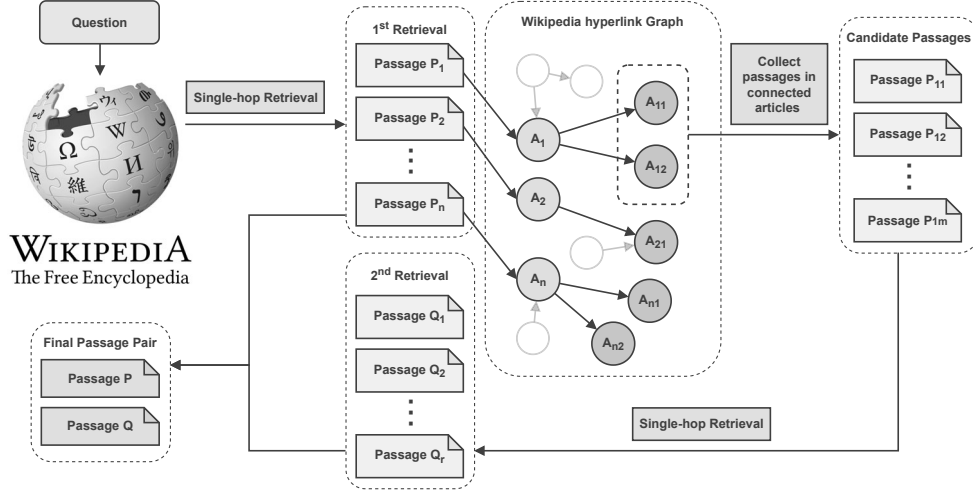 Question
Ω
W
И
維
WIKIPEDIA
The Free Encyclopedia
Single-hop Retrieval
1st Retrieval
Passage P1
Passage P2
Passage Pn
Wikipedia hyperlink Graph
A1
A11
A12
A2
A21
An
An1
An2
Collect
passages in
connected
articles
Candidate Passages
Passage P11
Passage P12
Passage P1m
Single-hop Retrieval
2nd Retrieval
Passage Q1
Passage Q2
Passage Qr
Final Passage Pair
Passage P
Passage Q